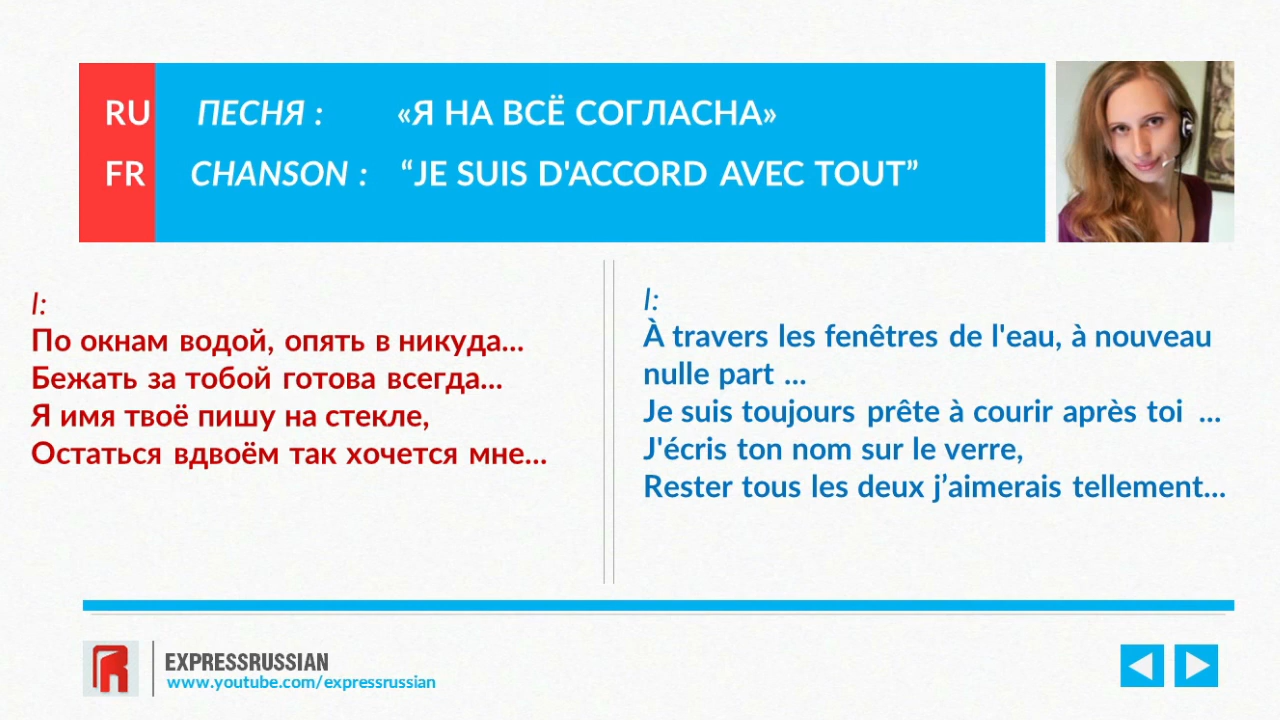 RU ПЕСНЯ : «Я НА ВСЁ СОГЛАСНА»
FR CHANSON : “JE SUIS D'ACCORD AVEC TOUT”
I:
По окнам водой, опять в никуда...
Бежать за тобой готова всегда...
Я имя твоё пишу на стекле,
Остаться вдвоём так хочется мне...
I:
À travers les fenêtres de l'eau, à nouveau
nulle part ...
Je suis toujours prête à courir après toi ...
J'écris ton nom sur le verre,
Rester tous les deux j’aimerais tellement...
EXPRESSRUSSIAN
www.youtube.com/expressrussian